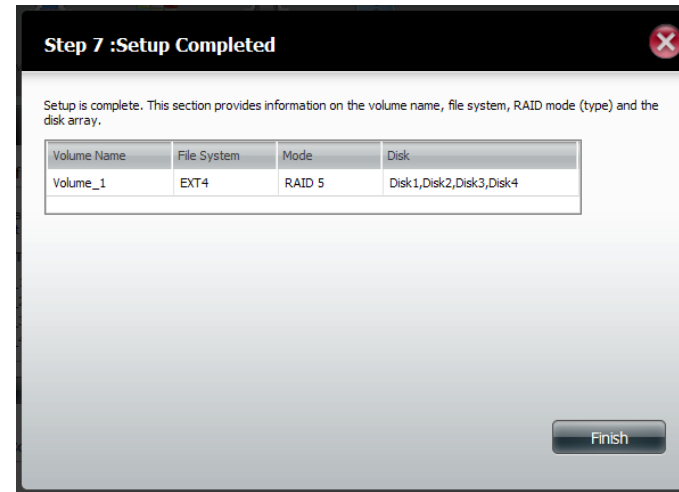 Step 7 :Setup Completed
Setup is complete. This section provides information on the volume name, file system, RAID mode (type) and the
disk array.
Volume Name File System Mode Disk
Volume_1 EXT4 RAID 5 Disk1,Disk2,Disk3,Disk4
Finish